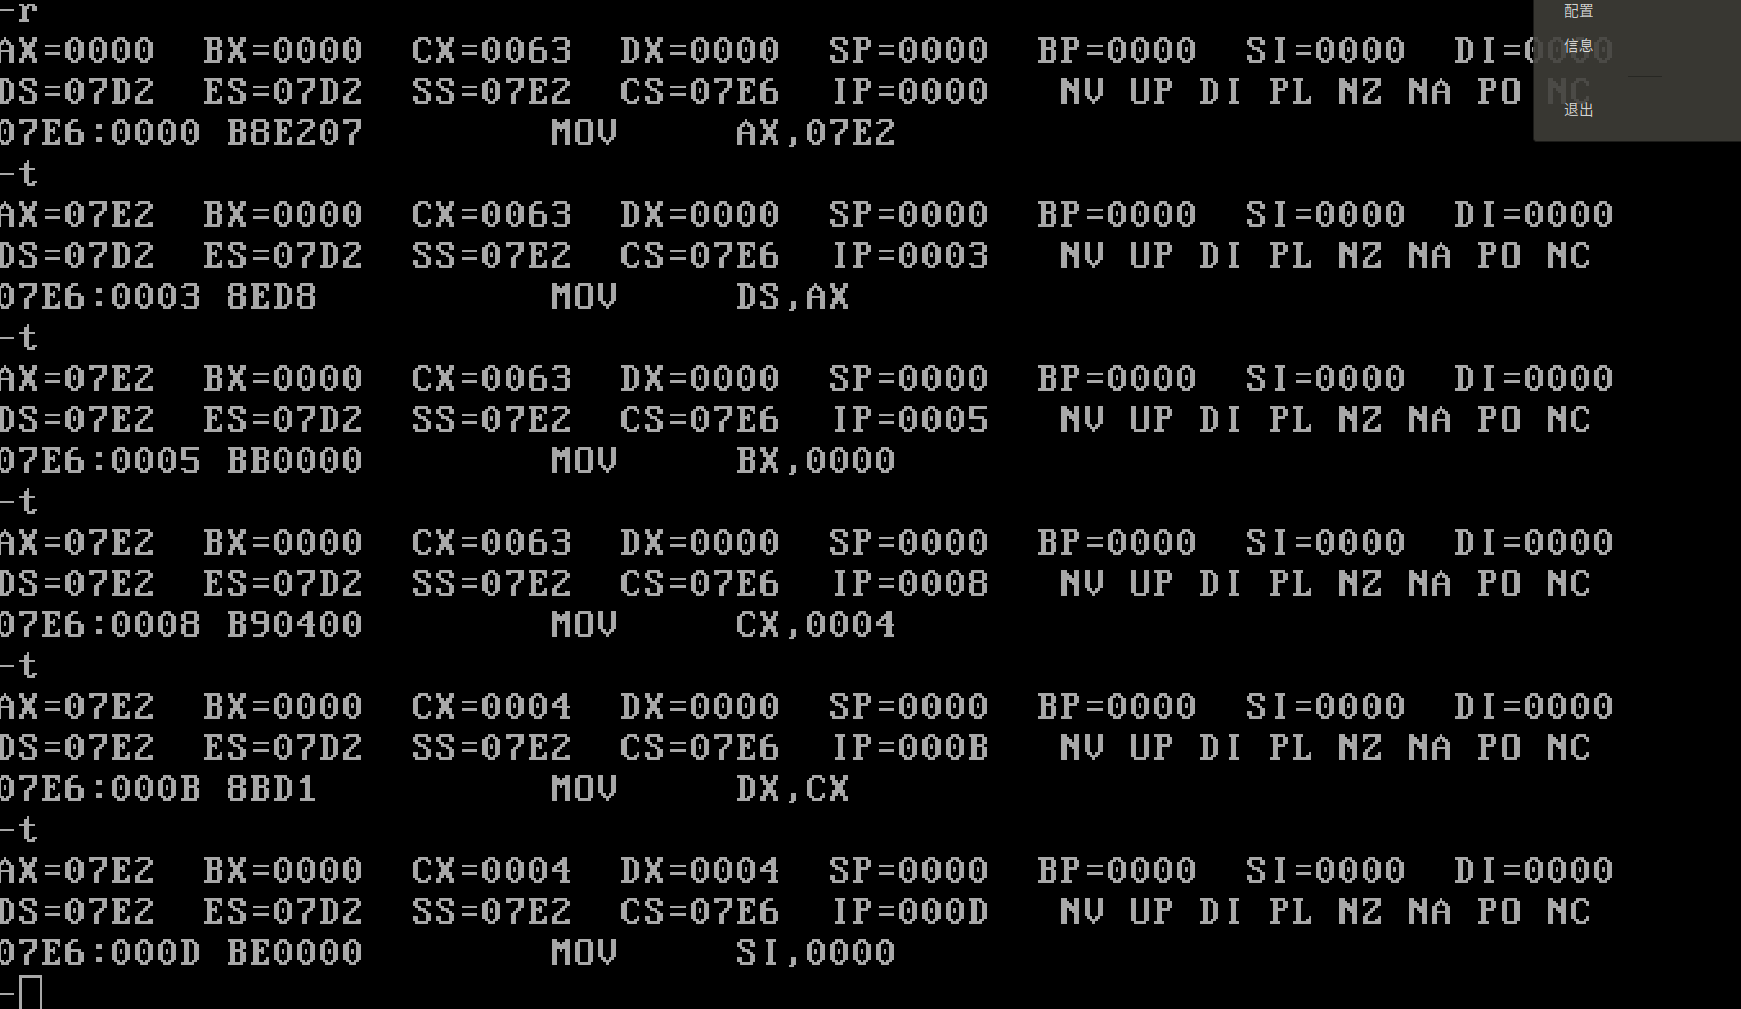 -r
AX=0000 BX=0000 CX=0063 DX=0000 SP=0000 BP=0000 SI=0000 DI=0000
DS=07D2 ES=07D2 SS=07E2 CS=07E6 IP=0000 NV UP DI PL NZ NA PO NC
07E6:0000 B8E207 MOV AX,07E2
-t
AX=07E2 BX=0000 CX=0063 DX=0000 SP=0000 BP=0000 SI=0000 DI=0000
DS=07D2 ES=07D2 SS=07E2 CS=07E6 IP=0003 NV UP DI PL NZ NA PO NC
07E6:0003 8ED8 MOV DS,AX
-t
AX=07E2 BX=0000 CX=0063 DX=0000 SP=0000 BP=0000 SI=0000 DI=0000
DS=07E2 ES=07D2 SS=07E2 CS=07E6 IP=0005 NV UP DI PL NZ NA PO NC
07E6:0005 BB0000 MOV BX,0000
-t
AX=07E2 BX=0000 CX=0063 DX=0000 SP=0000 BP=0000 SI=0000 DI=0000
DS=07E2 ES=07D2 SS=07E2 CS=07E6 IP=0008 NV UP DI PL NZ NA PO NC
07E6:0008 B90400 MOV CX,0004
-t
AX=07E2 BX=0000 CX=0004 DX=0000 SP=0000 BP=0000 SI=0000 DI=0000
DS=07E2 ES=07D2 SS=07E2 CS=07E6 IP=000B NV UP DI PL NZ NA PO NC
07E6:000B 8BD1 MOV DX,CX
-t
AX=07E2 BX=0000 CX=0004 DX=0004 SP=0000 BP=0000 SI=0000 DI=0000
DS=07E2 ES=07D2 SS=07E2 CS=07E6 IP=000D NV UP DI PL NZ NA PO NC
07E6:000D BE0000 MOV SI,0000
-
配置
信息
退出